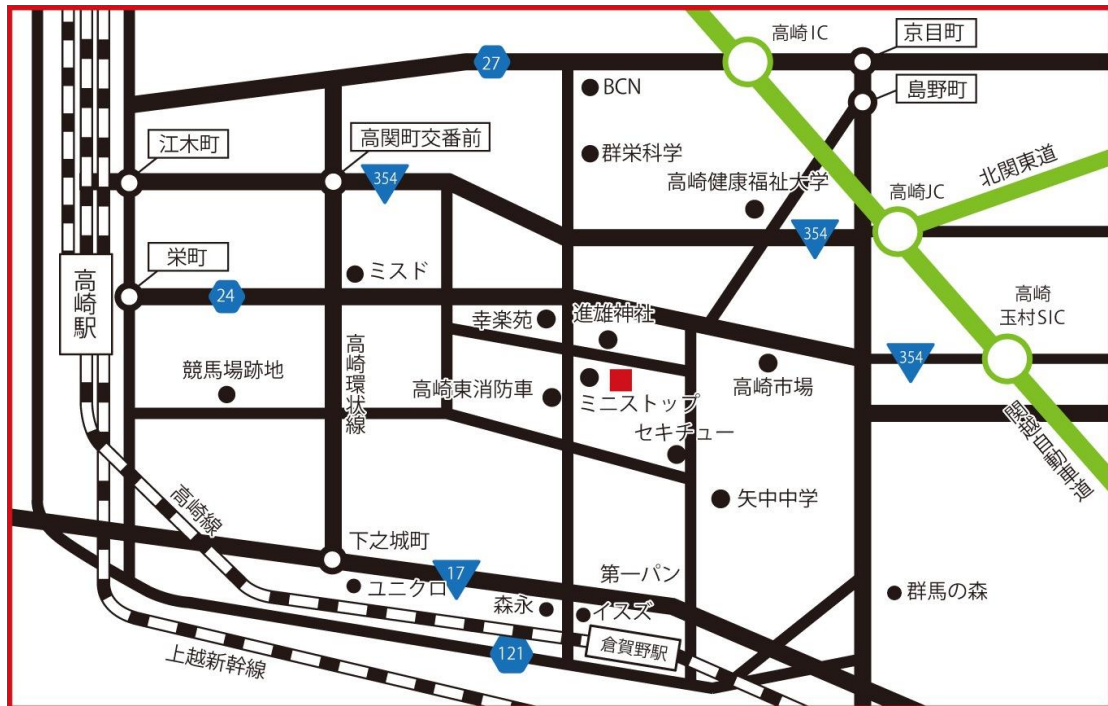 高崎IC
京目町
27
BCN
島野町
江木町
高関町交番前
群栄科学
354
高崎健康福祉大学
北関東道
高崎JC
354
栄町
ミスド
高崎駅
24
高崎
玉村SIC
幸楽苑
進雄神社
高崎環状線
354
競馬場跡地
高崎東消防車
高崎市場
ミニストップ
セキチュー
関越自動車道
矢中中学
高崎線
下之城町
17
第一パン
ユニクロ
森永
イスズ
群馬の森
倉賀野駅
121
上越新幹線